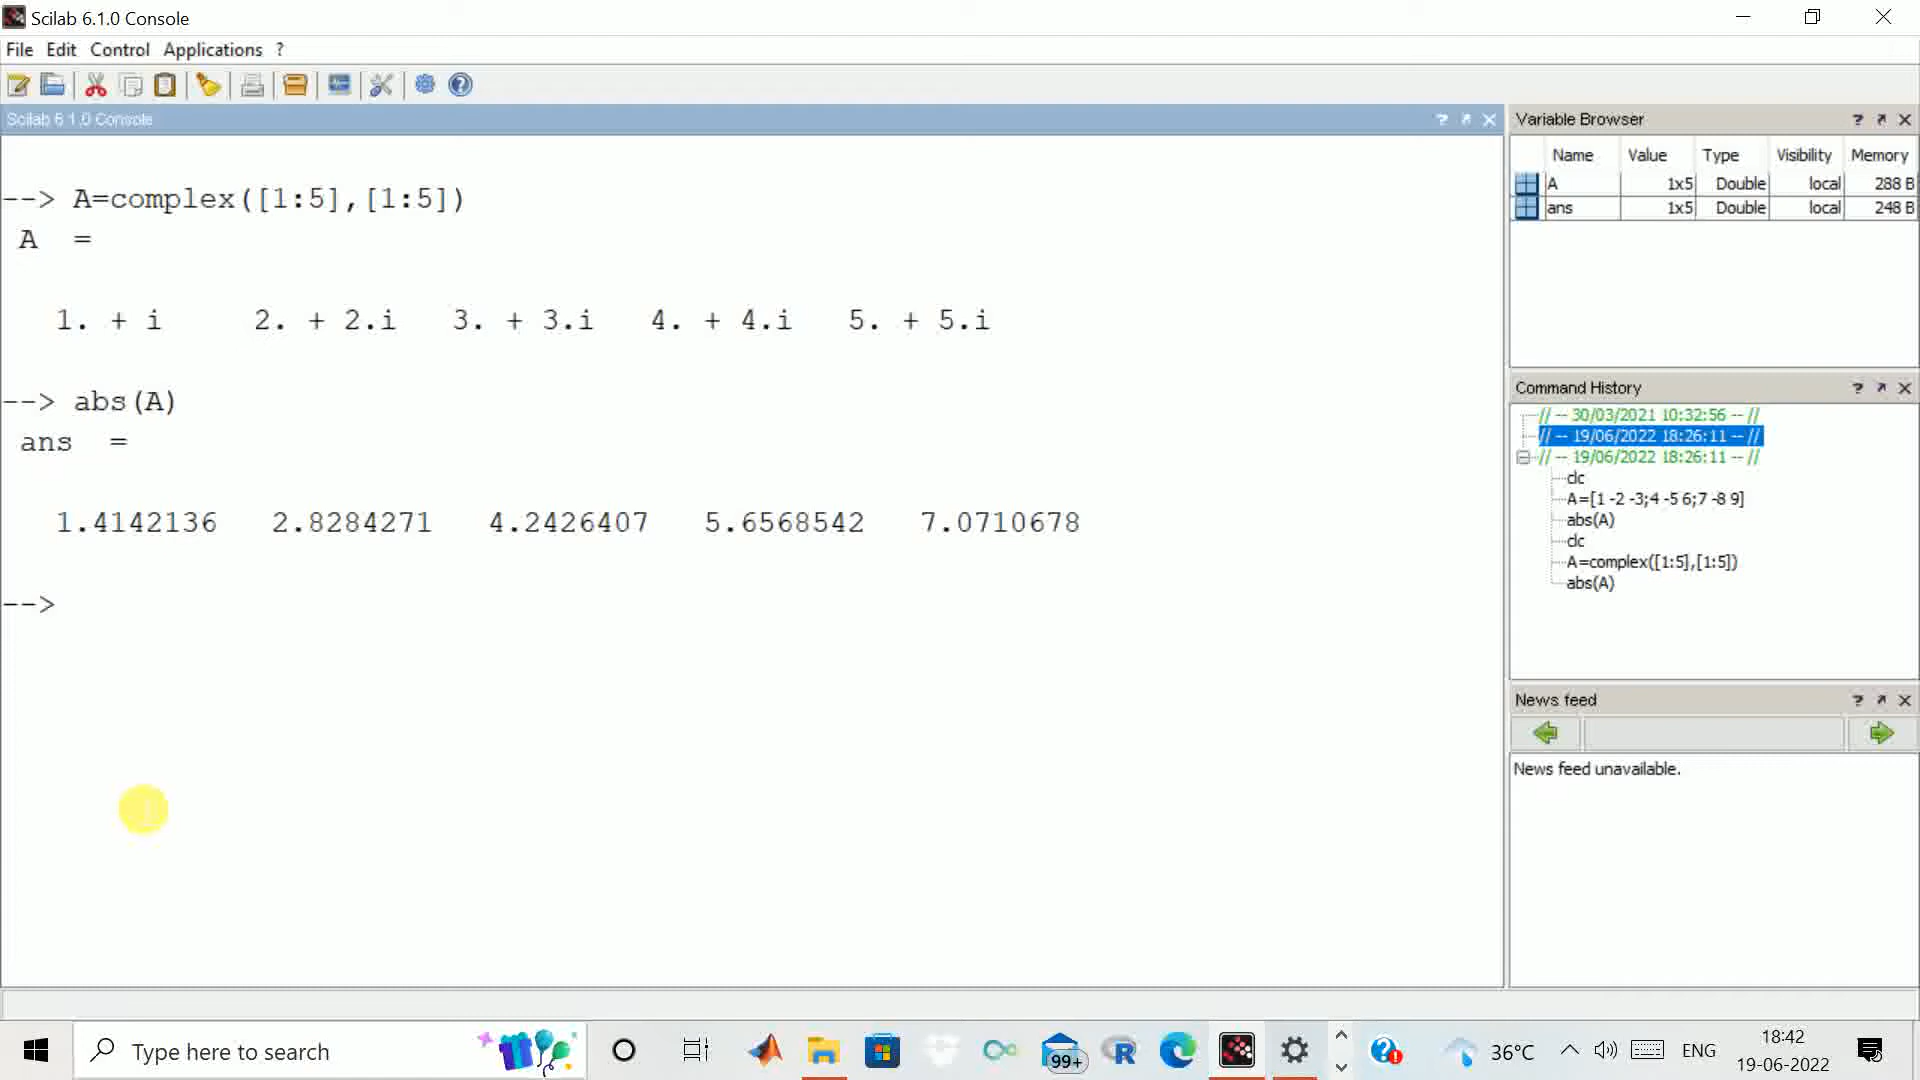 Scilab 6.1.0 Console
File Edit Control Applications ?
Scilab 6.1.0 Console
--> A=complex([1:5],[1:5])
A =
1. + i 2. + 2.i 3. + 3.i 4. + 4.i 5. + 5.i
--> abs(A)
ans =
1.4142136 2.8284271 4.2426407 5.6568542 7.0710678
-->
Variable Browser
Name Value Type Visibility Memory
A 1x5 Double local 288 B
ans 1x5 Double local 248 B
Command History
// -- 30/03/2021 10:32:56 -- //
// -- 19/06/2022 18:26:11 -- //
// -- 19/06/2022 18:26:11 -- //
clc
A=[1 -2 -3;4 -5 6;7 -8 9]
abs(A)
clc
A=complex([1:5],[1:5])
abs(A)
News feed
News feed unavailable.
Type here to search
99+
R
36°C
ENG
18:42
19-06-2022